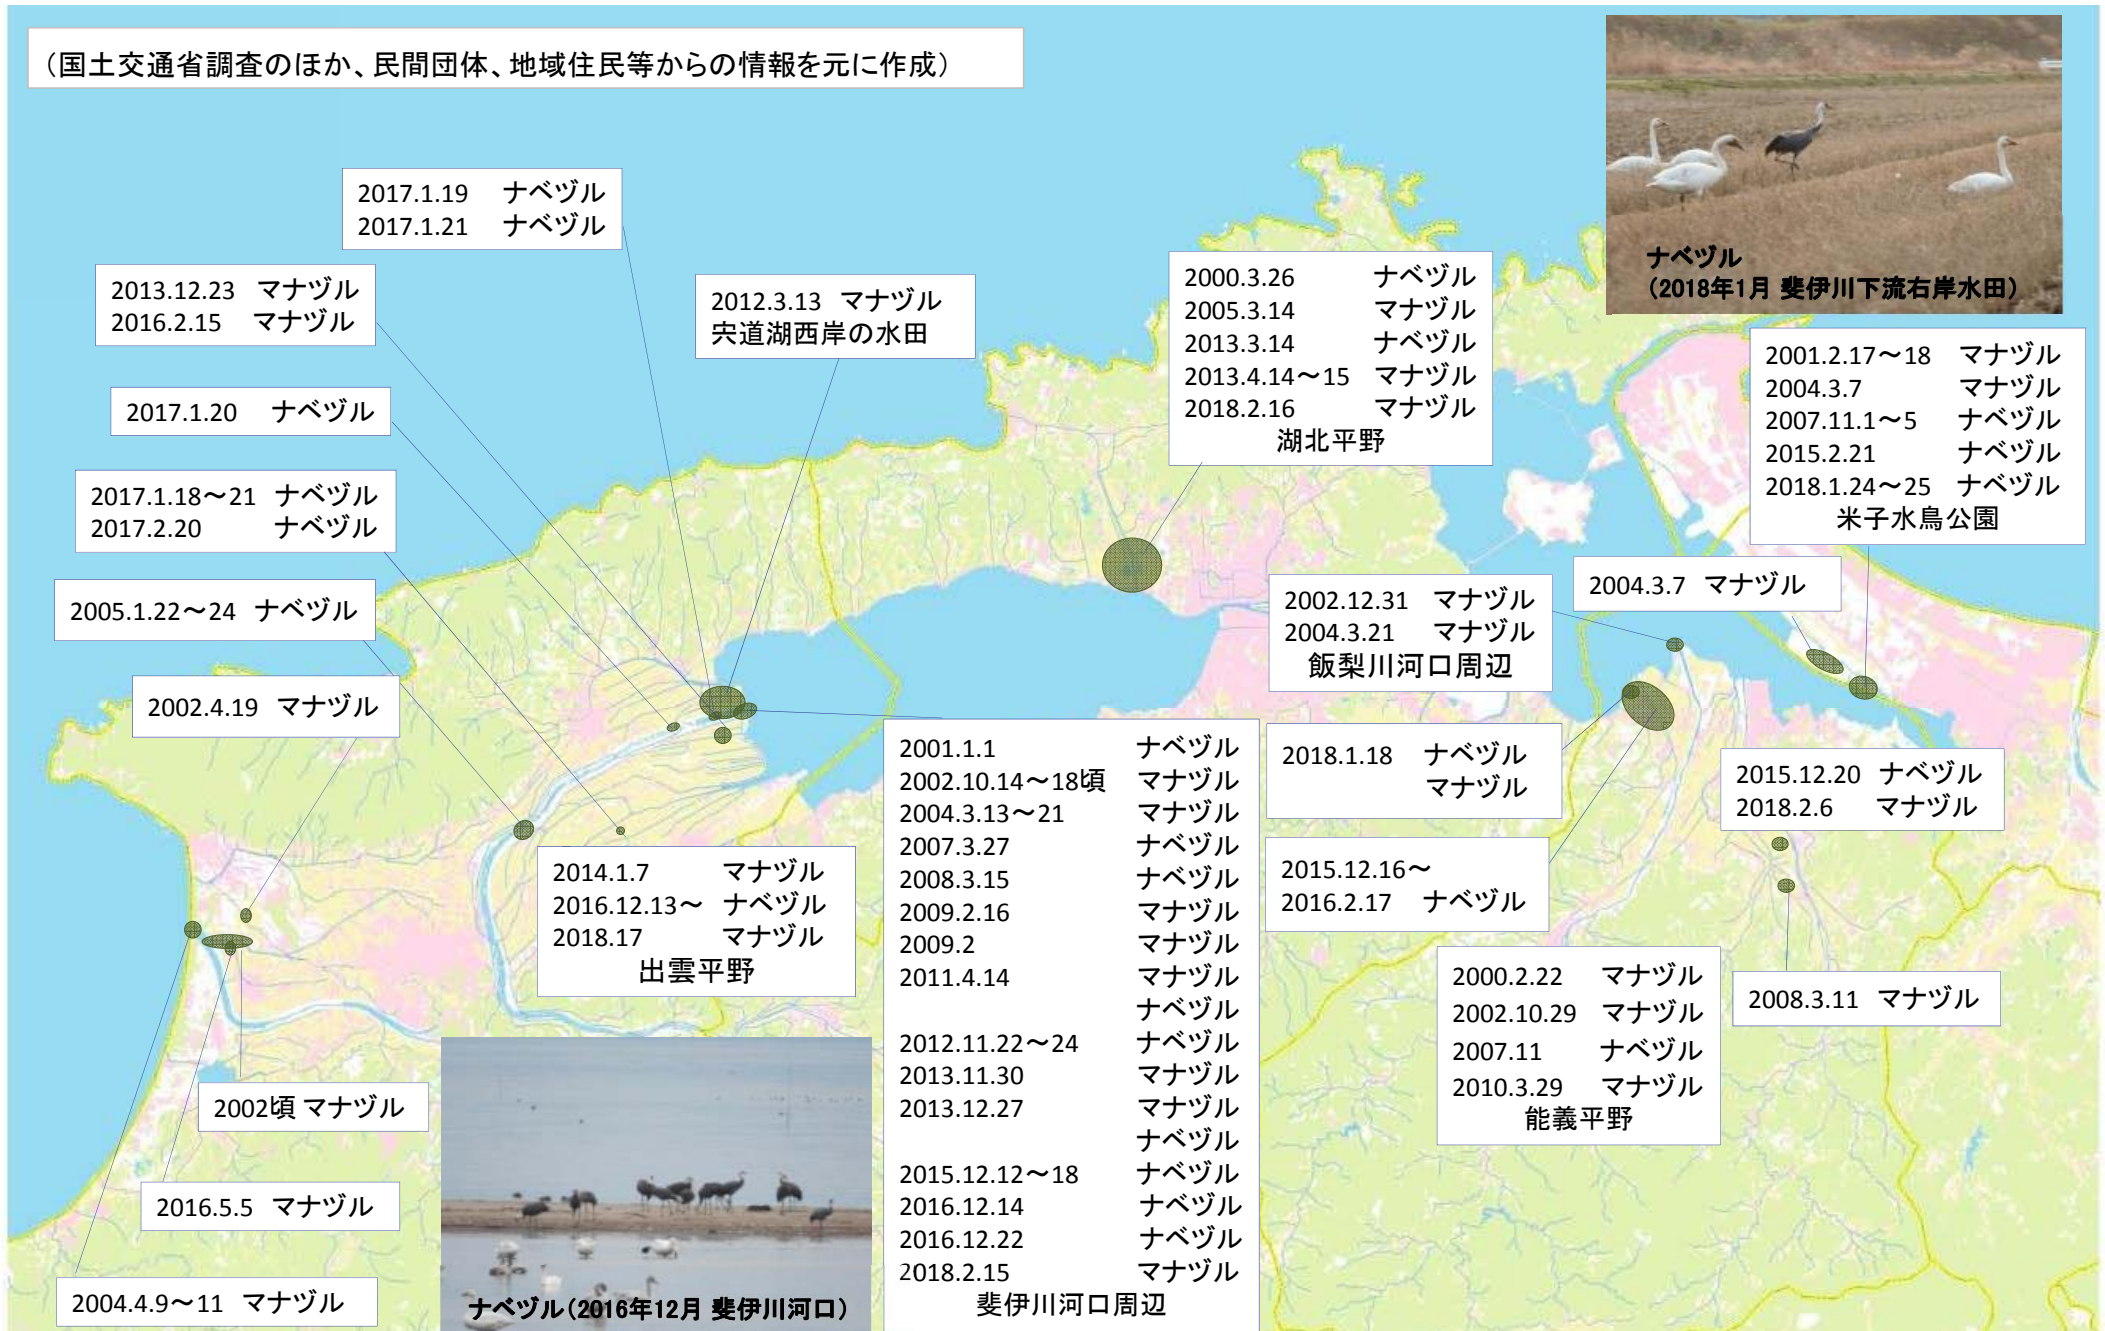 （国土交通省調査のほか、民間団体、地域住民等からの情報を元に作成）
2017.1.19 ナベヅル
2017.1.21 ナベヅル
2013.12.23 マナヅル
2016.2.15 マナヅル
2012.3.13 マナヅル
宍道湖西岸の水田
2000.3.26 ナベヅル
2005.3.14 マナヅル
2013.3.14 ナベヅル
2013.4.14～15 マナヅル
2018.2.16 マナヅル
湖北平野
ナベヅル
（2018年1月 斐伊川下流右岸水田）
2001.2.17～18 マナヅル
2004.3.7 マナヅル
2007.11.1～5 ナベヅル
2015.2.21 ナベヅル
2018.1.24～25 ナベヅル
米子水鳥公園
2017.1.20 ナベヅル
2017.1.18～21 ナベヅル
2017.2.20 ナベヅル
2005.1.22～24 ナベヅル
2002.4.19 マナヅル
2002.12.31 マナヅル
2004.3.21 マナヅル
飯梨川河口周辺
2004.3.7 マナヅル
2018.1.18 ナベヅル
マナヅル
2015.12.20 ナベヅル
2018.2.6 マナヅル
2015.12.16～
2016.2.17 ナベヅル
2014.1.7 マナヅル
2016.12.13～ ナベヅル
2018.17 マナヅル
出雲平野
2001.1.1 ナベヅル
2002.10.14～18頃 マナヅル
2004.3.13～21 マナヅル
2007.3.27 ナベヅル
2008.3.15 ナベヅル
2009.2.16 マナヅル
2009.2 マナヅル
2011.4.14 マナヅル
ナベヅル
2012.11.22～24 ナベヅル
2013.11.30 マナヅル
2013.12.27 マナヅル
ナベヅル
2015.12.12～18 ナベヅル
2016.12.14 ナベヅル
2016.12.22 ナベヅル
2018.2.15 マナヅル
斐伊川河口周辺
2000.2.22 マナヅル
2002.10.29 マナヅル
2007.11 ナベヅル
2010.3.29 マナヅル
能義平野
2008.3.11 マナヅル
2002頃 マナヅル
2016.5.5 マナヅル
2004.4.9～11 マナヅル
ナベヅル（2016年12月 斐伊川河口）